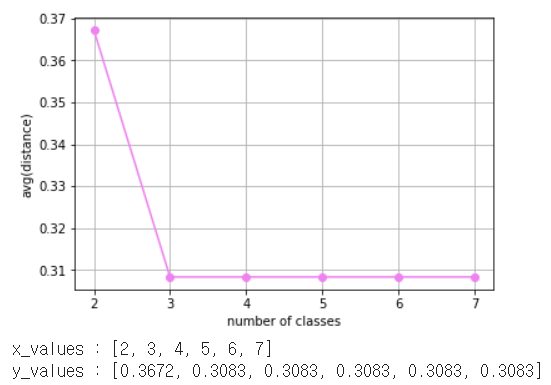 0.37
0.36
0.35
0.34
0.33
0.32
0.31
avg(distance)
2 3 4 5 6 7
number of classes
x_values : [2, 3, 4, 5, 6, 7]
y_values : [0.3672, 0.3083, 0.3083, 0.3083, 0.3083, 0.3083]